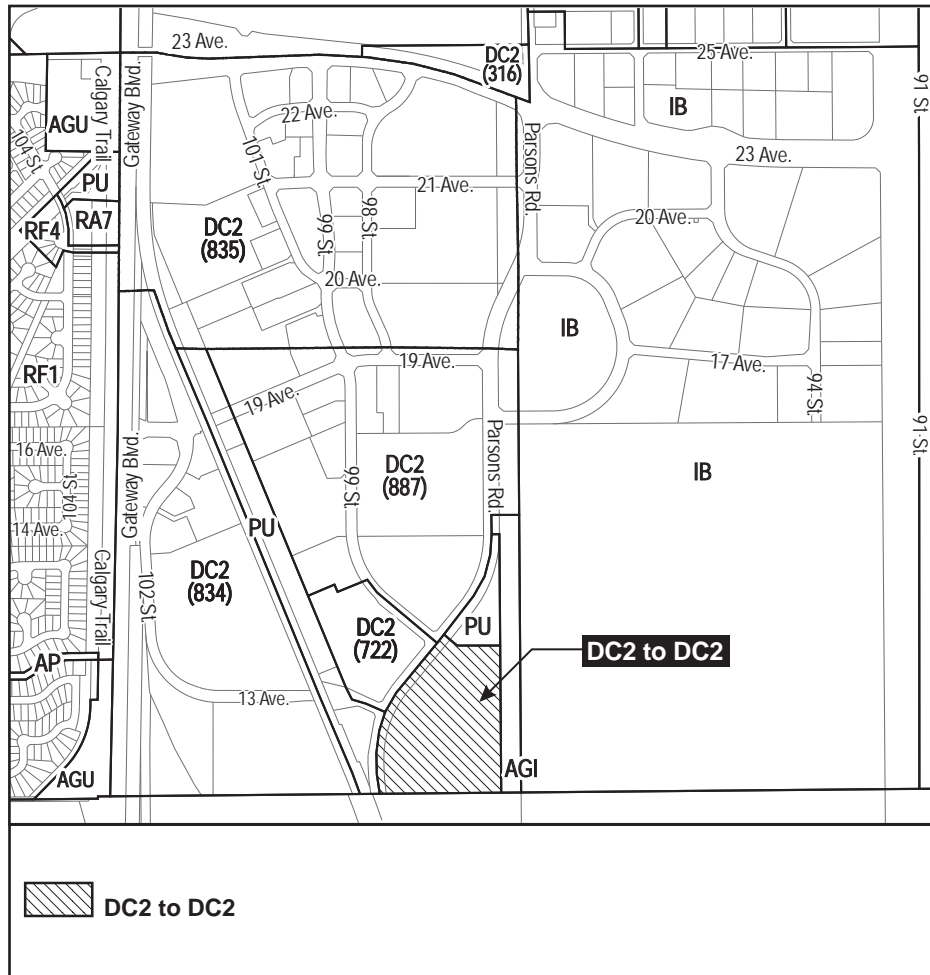 23 Ave.
DC2
(316)
25 Ave.
91 St.
Calgary Trail
Gateway Blvd.
IB
22 Ave.
AGU
104 St.
101 St.
Parsons Rd.
23 Ave.
PU
21 Ave.
RF4
RA7
DC2
(835)
99 St.
98 St.
20 Ave.
20 Ave.
IB
RF1
19 Ave.
17 Ave.
94 St.
19 Ave.
91 St.
16 Ave.
104 St.
Gateway Blvd.
Parsons Rd.
DC2
(887)
99 St.
IB
14 Ave.
PU
Calgary Trail
102 St.
DC2
(834)
DC2
(722)
PU
DC2 to DC2
AP
13 Ave.
AGU
AGI
DC2 to DC2